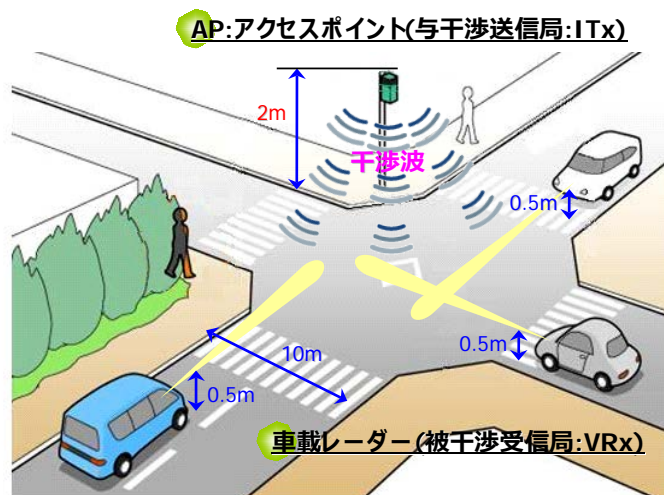 AP:アクセスポイント(与干渉送信局:ITx)
2m
干渉波
0.5m
10m
0.5m
0.5m
車載レーダー(被干渉受信局:VRx)